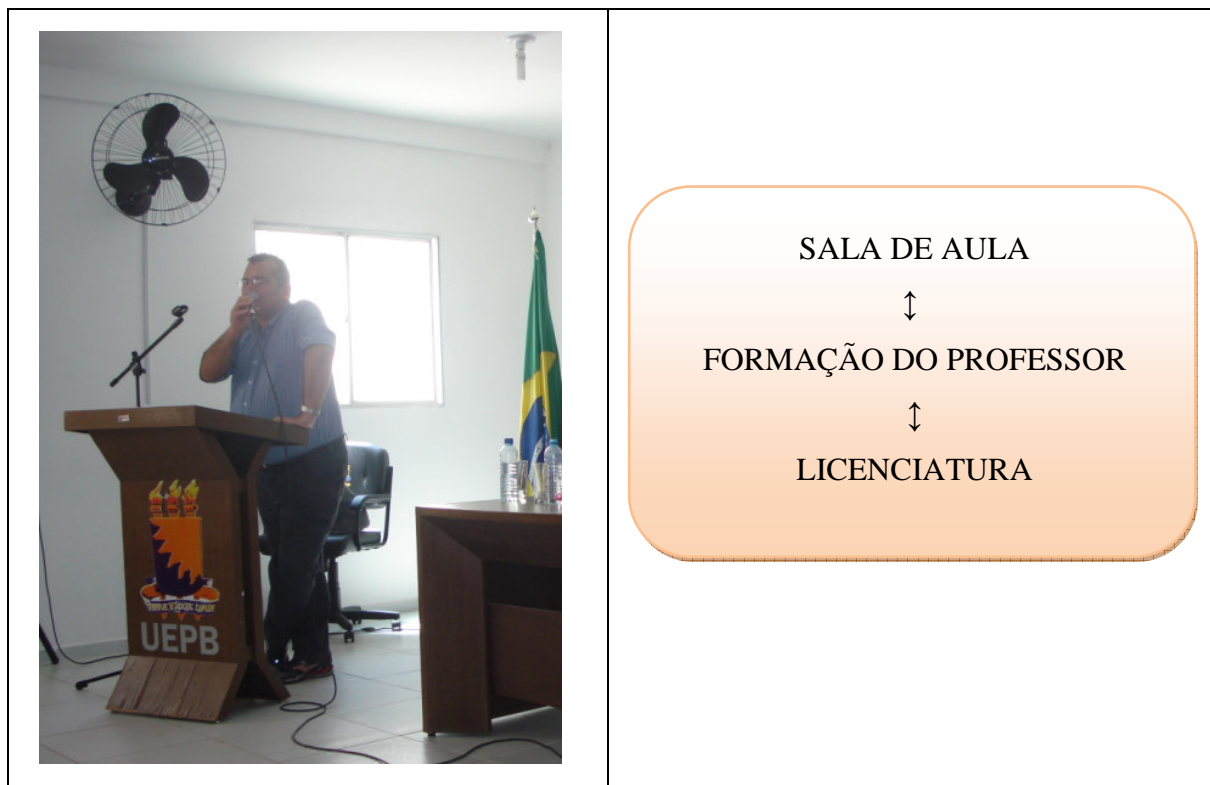 UEPB
SALA DE AULA
↕
FORMAÇÃO DO PROFESSOR
↕
LICENCIATURA